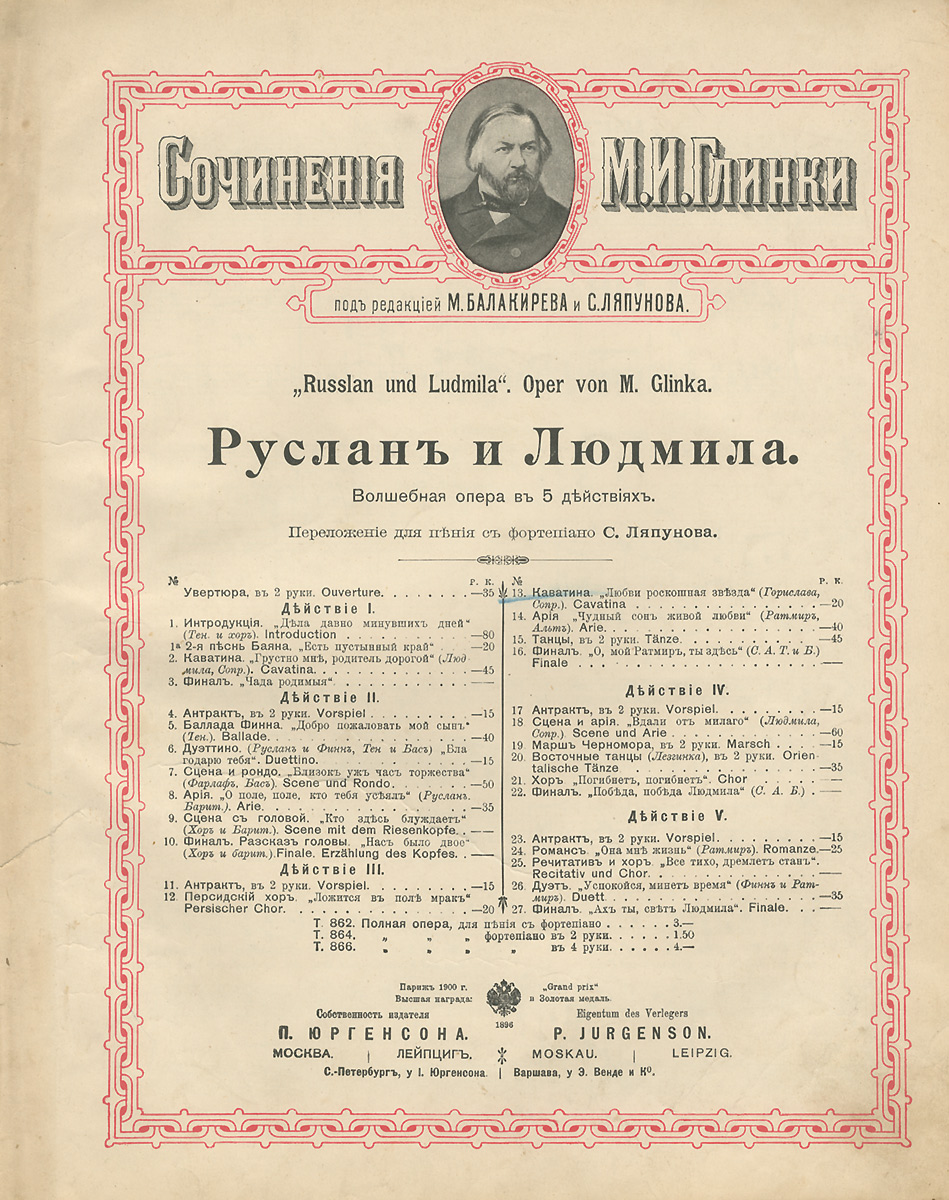 Сочиненія М.И.Глинки
подъ редакціей М.БАЛАКИРЕВА и С.ЛЯПУНОВА.
„Russlan und Ludmila“. Oper von M. Glinka.
Русланъ и Людмила.
Волшебная опера въ 5 дѣйствіяхъ.
Переложеніе для пѣнія съ фортепіано С. Ляпунова.
№ Р. К.
Увертюра, въ 2 руки. Ouverture. —35
Дѣйствіе I.
1. Интродукція. „Дѣла давно минувшихъ дней“
(Тен. и хоръ). Introduction —80
1ª 2-я пѣснь Баяна. „Есть пустынный край“ —20
2. Каватина. „Грустно мнѣ, родитель дорогой“ (Люд-
мила, Сопр.). Cavatina. —45
3. Финалъ. „Чада родимыя“. —
Дѣйствіе II.
4. Антрактъ, въ 2 руки. Vorspiel —15
5. Баллада Финна. „Добро пожаловать мой сынъ“
(Тен.). Ballade. —40
6. Дуэттино. (Русланъ и Финнъ, Тен и Басъ) „Бла
годарю тебя“. Duettino.
7. Сцена и рондо. „Близокъ ужъ часъ торжества“
(Фарлафъ, Басъ). Scene und Rondo. —50
8. Арія. „О поле, поле, кто тебя усѣялъ“ (Русланъ.
Барит.). Arie. —35
9. Сцена съ головой. „Кто здѣсь блуждаетъ“
(Хоръ и Барит.). Scene mit dem Riesenkopfe. —
10. Финалъ. Разсказъ головы. „Насъ было двое“
(Хоръ и барит.). Finale. Erzählung des Kopfes. —
Дѣйствіе III.
11. Антрактъ, въ 2 руки. Vorspiel. —15
12. Персидскій хоръ. „Ложится въ полѣ мракъ“
Persischer Chor. —20
№ Р. К.
13. Каватина. „Любви роскошная звѣзда“ (Горислава,
Сопр.). Cavatina —20
14. Арія „Чудный сонъ живой любви“ (Ратмиръ,
Альтъ). Arie. —40
15. Танцы, въ 2 руки. Tänze. —45
16. Финалъ. „О, мой Ратмиръ, ты здѣсь“ (С. А. Т. и Б.)
Finale —
Дѣйствіе IV.
17 Антрактъ, въ 2 руки. Vorspiel. —15
18 Сцена и арія. „Вдали отъ милаго“ (Людмила,
Сопр.) Scene und Arie —60
19. Маршъ Черномора, въ 2 руки. Marsch —15
20. Восточные танцы (Лезгинка), въ 2 руки. Orien-
talische Tänze —35
21. Хоръ „Погибнетъ, погибнетъ“. Chor —
22. Финалъ. „Побѣда, побѣда Людмила“ (С. А. Б.) —
Дѣйствіе V.
23. Антрактъ, въ 2 руки. Vorspiel. —15
24. Романсъ. „Она мнѣ жизнь“ (Ратмиръ). Romanze. —25
25. Речитативъ и хоръ. „Все тихо, дремлетъ станъ“.
Recitativ und Chor. —
26. Дуэтъ. „Успокойся, минетъ время“ (Финнъ и Рат-
миръ). Duett. —35
27. Финалъ. „Ахъ ты, свѣтъ Людмила“. Finale. —
Т. 862. Полная опера, для пѣнія съ фортепіано 3.—
Т. 864. „ „ „ фортепіано въ 2 руки. 1.50
Т. 866. „ „ „ „ въ 4 руки. 4.—
Парижъ 1900 г. „Grand prix“
Высшая награда: и Золотая медаль.
1896
Собственность издателя Eigentum des Verlegers
П. ЮРГЕНСОНА. P. JURGENSON.
МОСКВА. | ЛЕЙПЦИГЪ. MOSKAU. | LEIPZIG.
С.-Петербургъ, у І. Юргенсона. | Варшава, у Э. Венде и Кº.